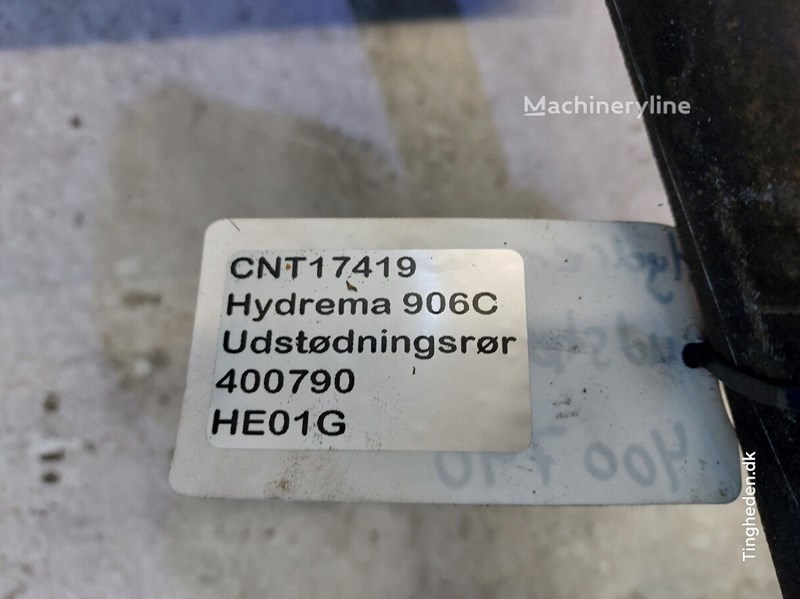 Machineryline
CNT17419
Hydrema 906C
Udstødningsrør
400790
HE01G
Tingheden.dk